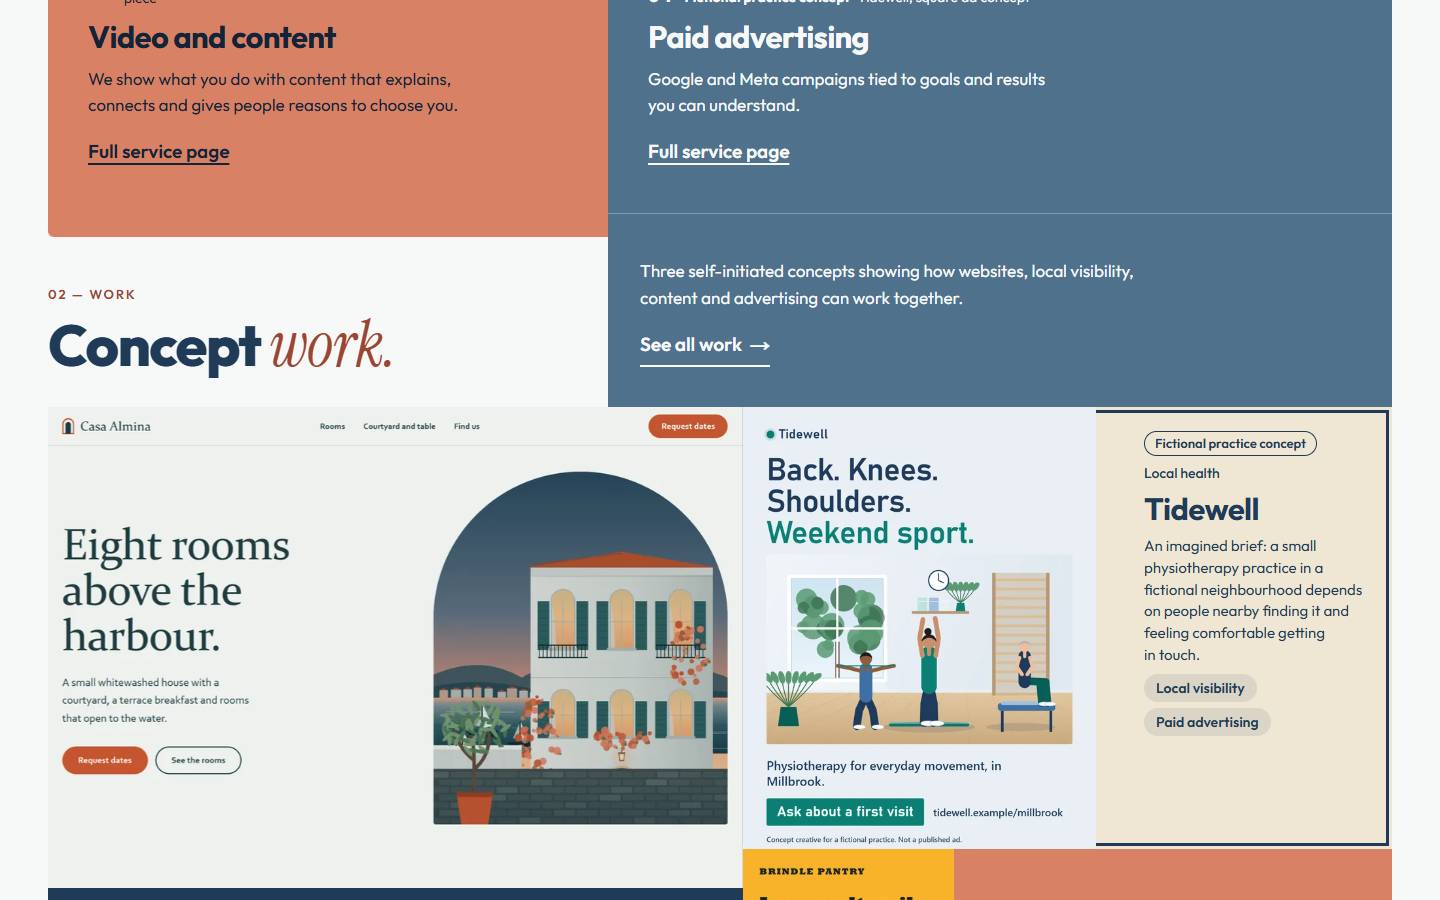 piece
Video and content
We show what you do with content that explains,
connects and gives people reasons to choose you.
Full service page
Fictional practice concept Tidewell, square ad concept
Paid advertising
Google and Meta campaigns tied to goals and results
you can understand.
Full service page
02 — WORK
Concept work.
Three self-initiated concepts showing how websites, local visibility,
content and advertising can work together.
See all work →
Casa Almina
Rooms Courtyard and table Find us
Request dates
Eight rooms
above the
harbour.
A small whitewashed house with a
courtyard, a terrace breakfast and rooms
that open to the water.
Request dates
See the rooms
Tidewell
Back. Knees.
Shoulders.
Weekend sport.
Physiotherapy for everyday movement, in
Millbrook.
Ask about a first visit
tidewell.example/millbrook
Concept creative for a fictional practice. Not a published ad.
Fictional practice concept
Local health
Tidewell
An imagined brief: a small
physiotherapy practice in a
fictional neighbourhood depends
on people nearby finding it and
feeling comfortable getting
in touch.
Local visibility
Paid advertising
BRINDLE PANTRY